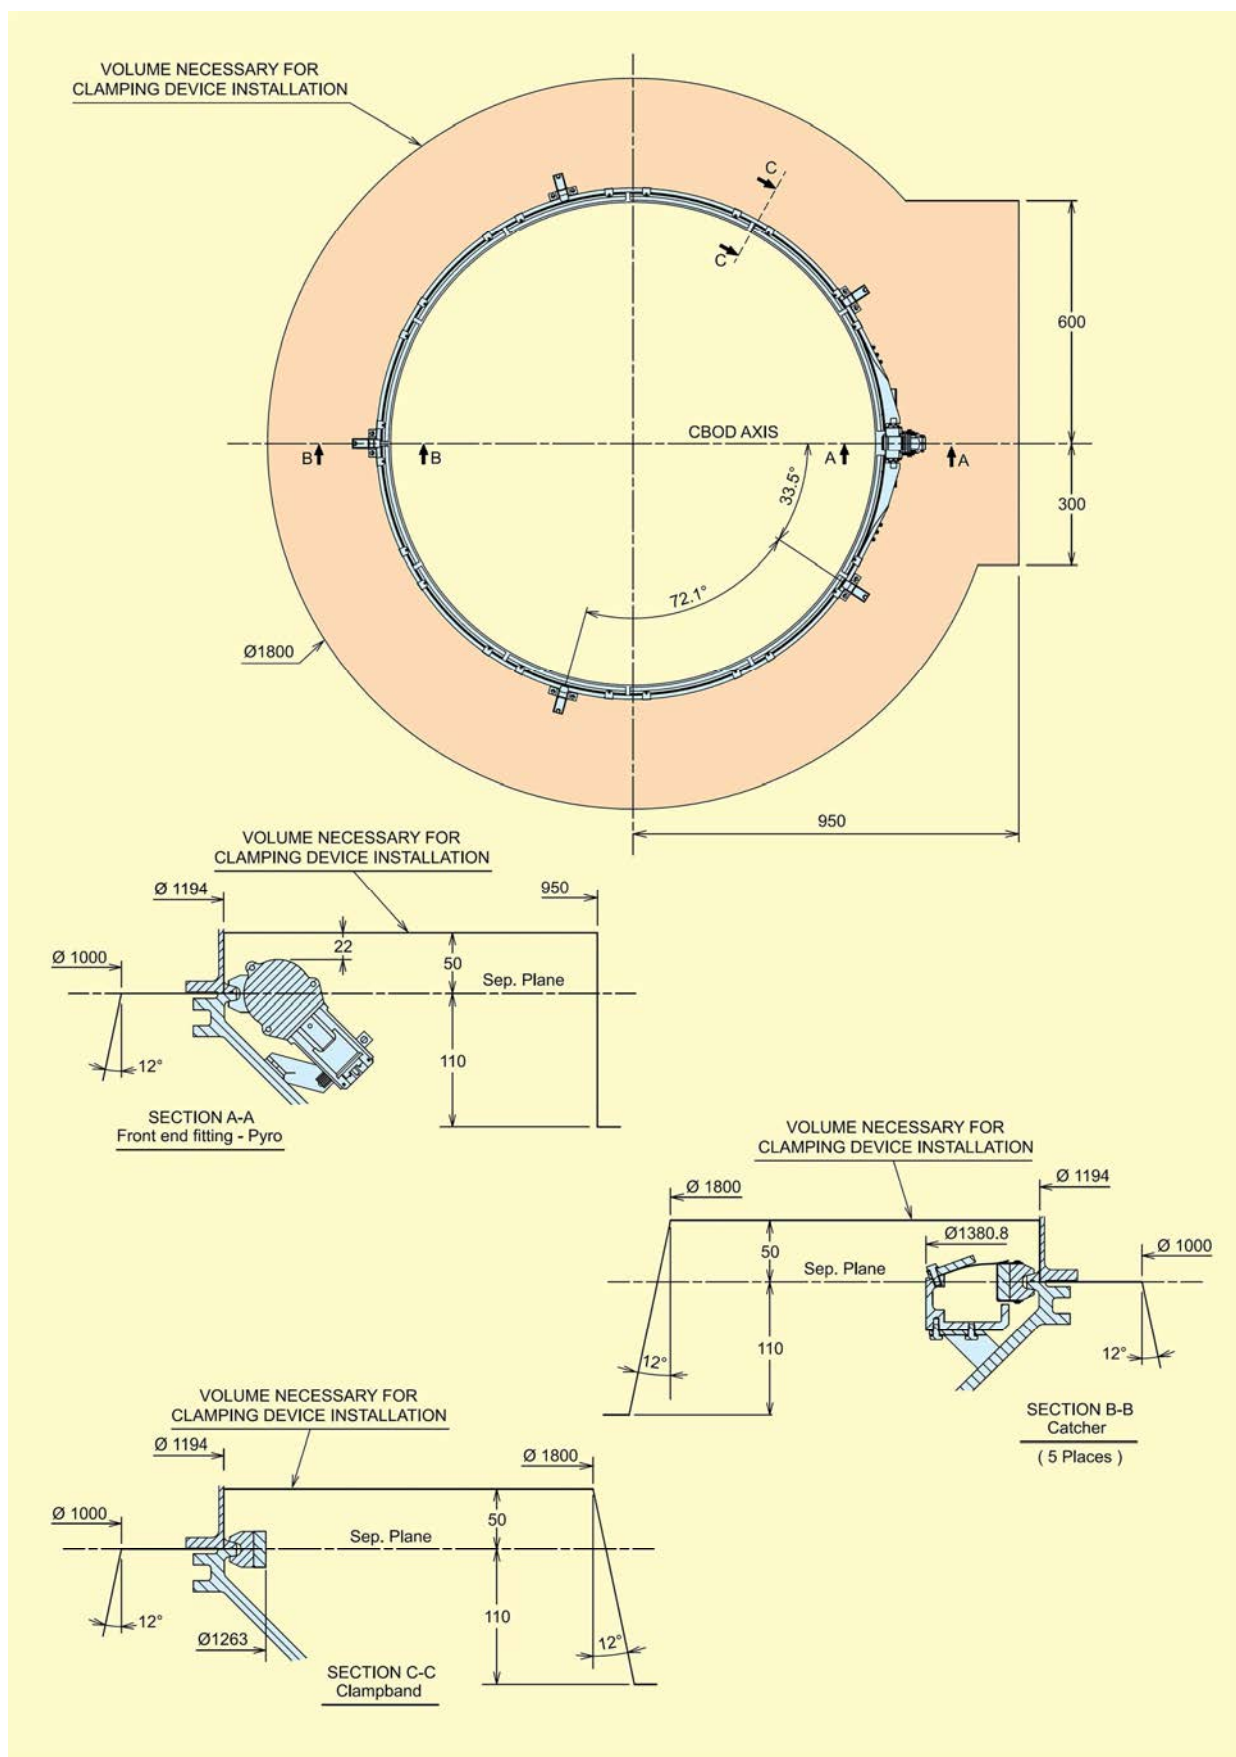 VOLUME NECESSARY FOR
CLAMPING DEVICE INSTALLATION
C
C
600
CBOD AXIS
B
B
A
A
33.5°
300
72.1°
Ø1800
950
VOLUME NECESSARY FOR
CLAMPING DEVICE INSTALLATION
Ø 1194
950
22
50
Ø 1000
Sep. Plane
110
12°
SECTION A-A
Front end fitting - Pyro
VOLUME NECESSARY FOR
CLAMPING DEVICE INSTALLATION
Ø 1800
Ø 1194
Ø1380.8
50
Ø 1000
Sep. Plane
110
12°
12°
SECTION B-B
Catcher
( 5 Places )
VOLUME NECESSARY FOR
CLAMPING DEVICE INSTALLATION
Ø 1194
Ø 1800
Ø 1000
50
Sep. Plane
110
12°
Ø1263
12°
SECTION C-C
Clampband